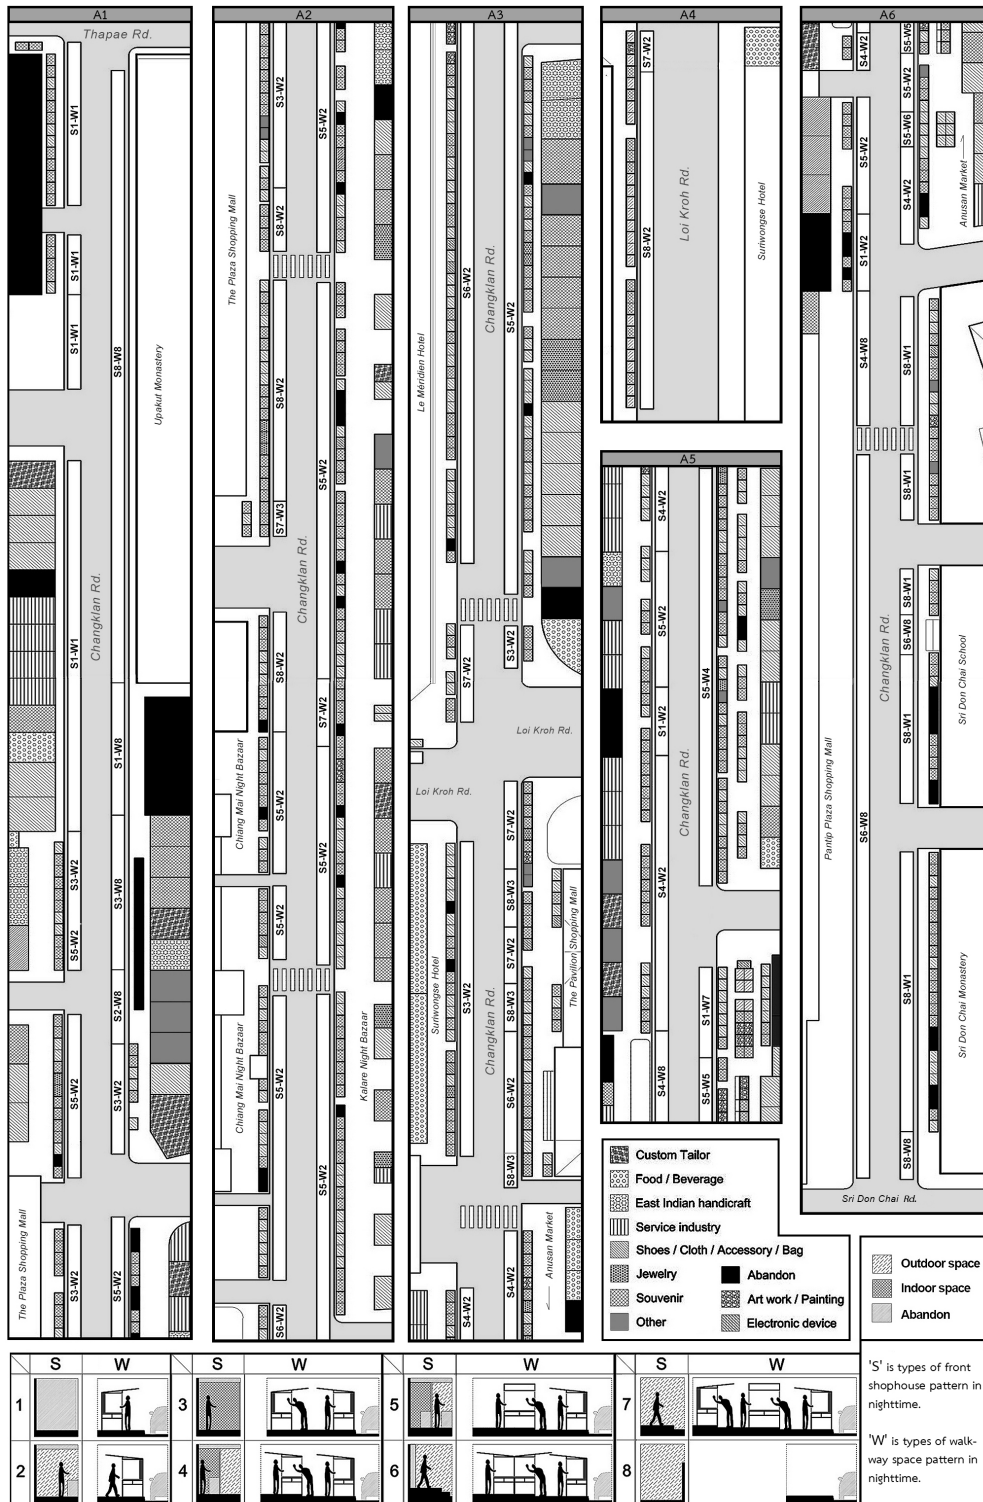 A1
Thapae Rd.
S1-W1
S1-W1
S1-W1
S8-W8
Upakut Monastery
Changklan Rd.
S1-W1
S1-W8
S3-W2
S3-W8
S5-W2
S2-W8
S5-W2
S3-W2
The Plaza Shopping Mall
S3-W2
S5-W2
A2
S3-W2
S5-W2
The Plaza Shopping Mall
S8-W2
S8-W2
S5-W2
S7-W3
Changklan Rd.
S8-W2
S7-W2
Chiang Mai Night Bazaar
S5-W2
S5-W2
S5-W2
Chiang Mai Night Bazaar
S5-W2
S5-W2
Kalare Night Bazaar
S6-W2
A3
Le Méridien Hotel
S6-W2
Changklan Rd.
S5-W2
S7-W2
S3-W2
Loi Kroh Rd.
Loi Kroh Rd.
S7-W2
S8-W3
Suriwongse Hotel
S3-W2
S7-W2
The Pavilion Shopping Mall
S8-W3
Changklan Rd.
S6-W2
S8-W3
S4-W2
S4-W2
Anusan Market
A4
S7-W2
S8-W2
Loi Kroh Rd.
Suriwongse Hotel
A5
S4-W2
S5-W2
S5-W4
S1-W2
Changklan Rd.
S4-W2
S1-W7
S4-W8
S5-W5
A6
S4-W2
S5-W5
S5-W2
S5-W2
S5-W6
S4-W2
Anusan Market
S1-W2
S4-W8
S8-W1
S8-W1
S8-W1
S6-W8
Changklan Rd.
S8-W1
Sri Don Chai School
Pantip Plaza Shopping Mall
S6-W8
S8-W1
Sri Don Chai Monastery
S8-W8
Sri Don Chai Rd.
Custom Tailor
Food / Beverage
East Indian handicraft
Service industry
Shoes / Cloth / Accessory / Bag
Jewelry
Abandon
Souvenir
Art work / Painting
Other
Electronic device
Outdoor space
Indoor space
Abandon
S W S W S W S W
1 3 5 7
2 4 6 8
'S' is types of front
shophouse pattern in
nighttime.
'W' is types of walk-
way space pattern in
nighttime.